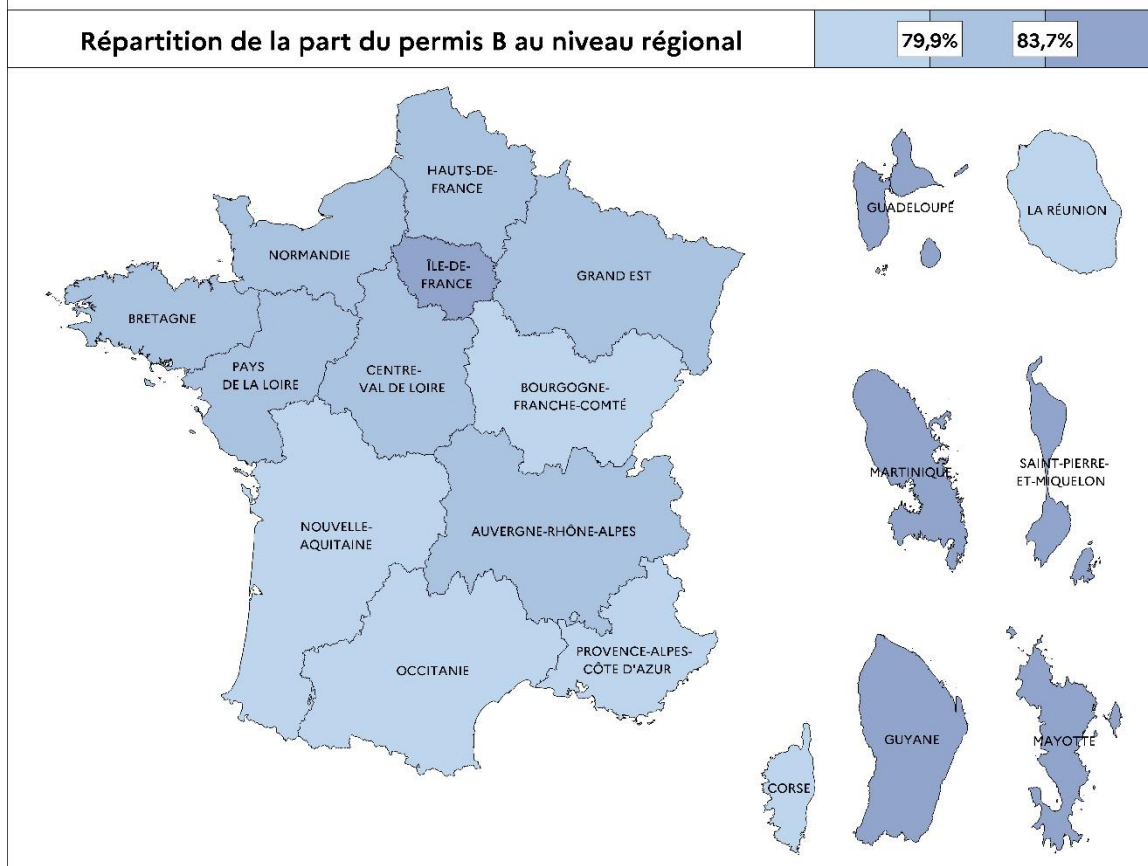 Répartition de la part du permis B au niveau régional
79,9%
83,7%
HAUTS-DE-
FRANCE
NORMANDIE
ÎLE-DE-
FRANCE
GRAND EST
BRETAGNE
PAYS
DE LA LOIRE
CENTRE-
VAL DE LOIRE
BOURGOGNE-
FRANCHE-COMTÉ
NOUVELLE-
AQUITAINE
AUVERGNE-RHÔNE-ALPES
OCCITANIE
PROVENCE-ALPES-
CÔTE D'AZUR
CORSE
GUADELOUPE
LA RÉUNION
MARTINIQUE
SAINT-PIERRE-
ET-MIQUELON
GUYANE
MAYOTTE